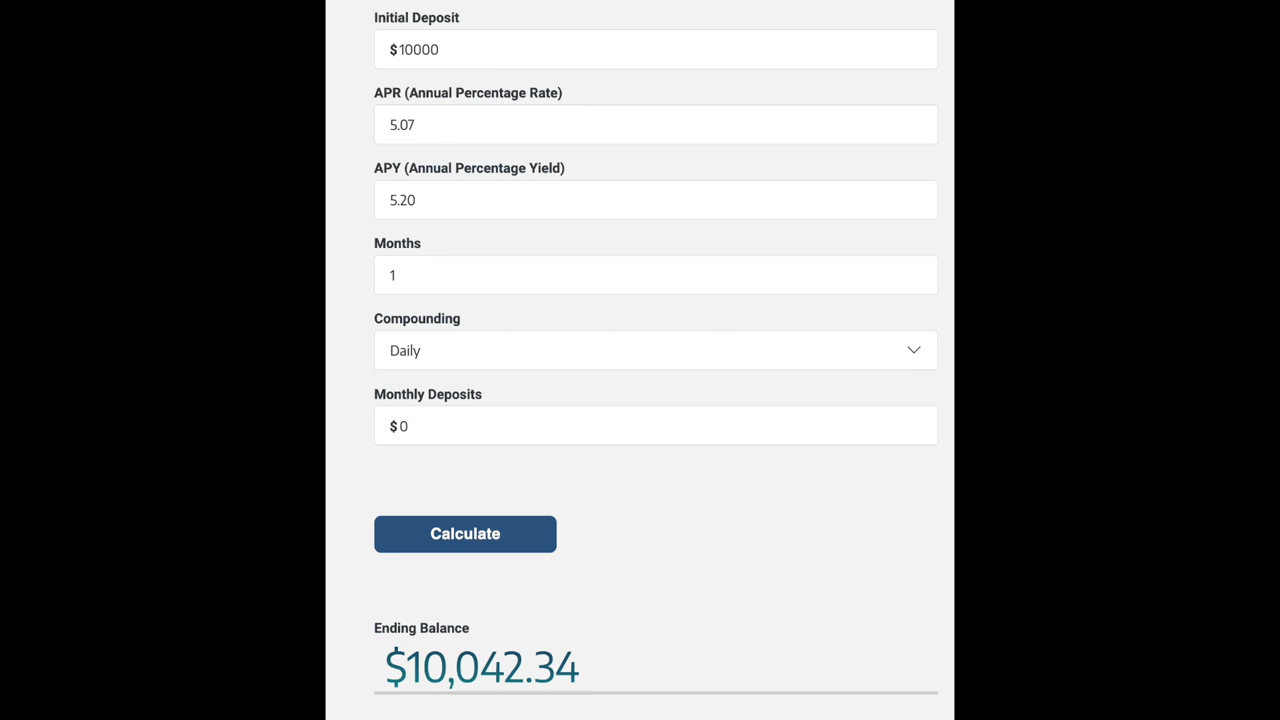 Initial Deposit
$10000
APR (Annual Percentage Rate)
5.07
APY (Annual Percentage Yield)
5.20
Months
1
Compounding
Daily
Monthly Deposits
$0
Calculate
Ending Balance
$10,042.34